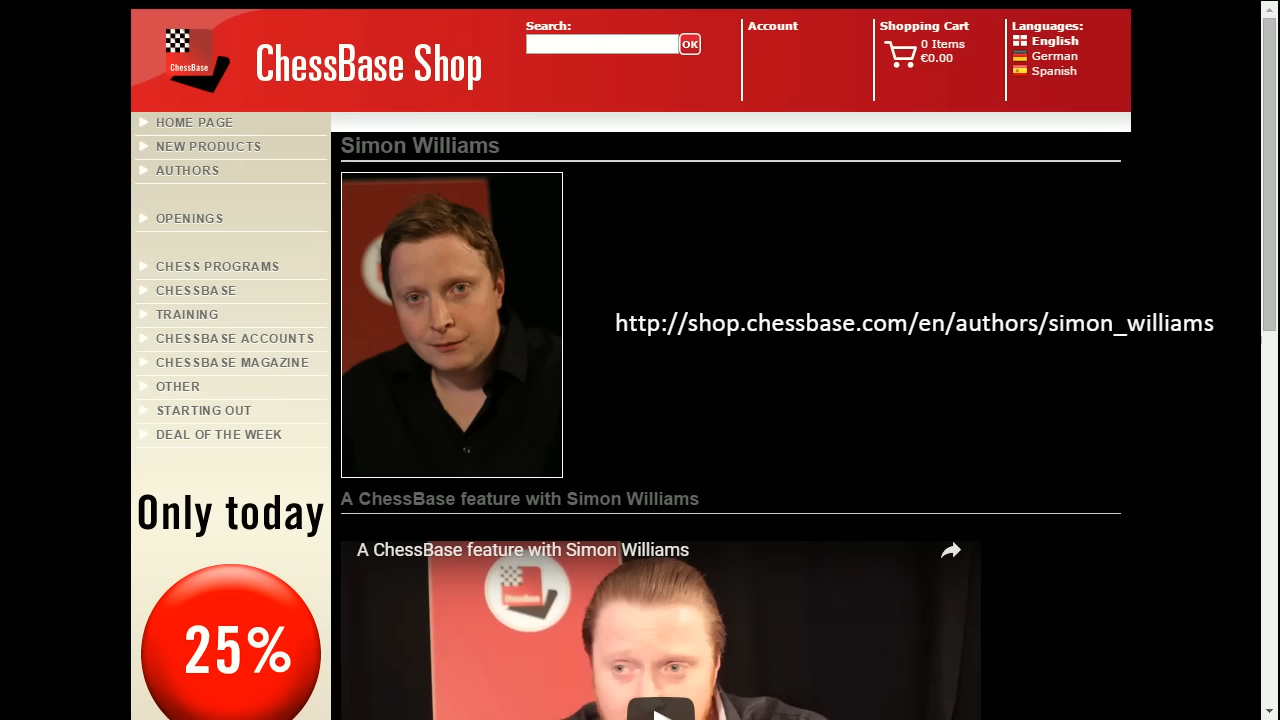 Search:
OK
Account
Shopping Cart
0 Items
€0.00
Languages:
English
German
Spanish
ChessBase
ChessBase Shop
HOME PAGE
NEW PRODUCTS
AUTHORS
OPENINGS
CHESS PROGRAMS
CHESSBASE
TRAINING
CHESSBASE ACCOUNTS
CHESSBASE MAGAZINE
OTHER
STARTING OUT
DEAL OF THE WEEK
Only today
25%
Simon Williams
http://shop.chessbase.com/en/authors/simon_williams
A ChessBase feature with Simon Williams
A ChessBase feature with Simon Williams
ChessBase